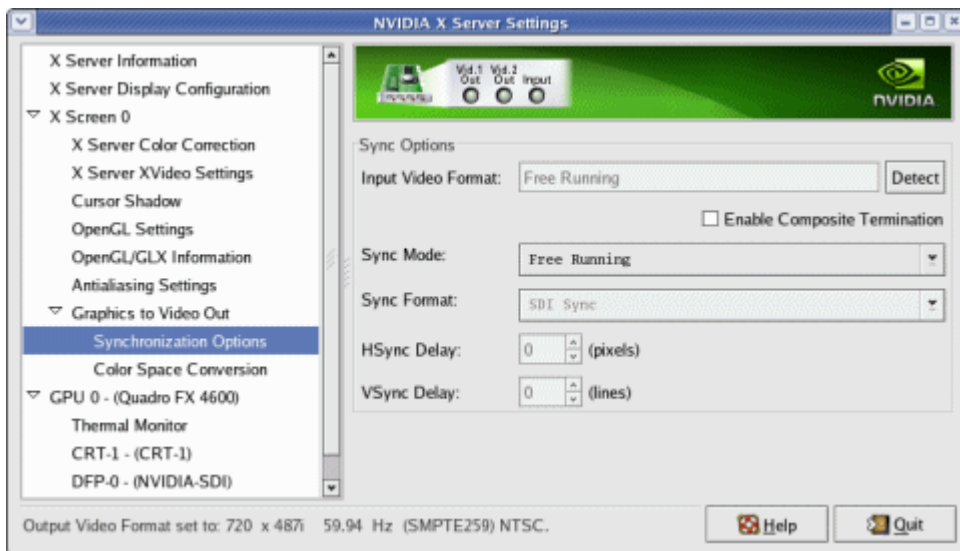 NVIDIA X Server Settings
X Server Information
X Server Display Configuration
X Screen 0
X Server Color Correction
X Server XVideo Settings
Cursor Shadow
OpenGL Settings
OpenGL/GLX Information
Antialiasing Settings
Graphics to Video Out
Synchronization Options
Color Space Conversion
GPU 0 - (Quadro FX 4600)
Thermal Monitor
CRT-1 - (CRT-1)
DFP-0 - (NVIDIA-SDI)
Vid.1 Out Vid.2 Out Input
NVIDIA
Sync Options
Input Video Format: Free Running Detect
Enable Composite Termination
Sync Mode: Free Running
Sync Format: SDI Sync
HSync Delay: 0 (pixels)
VSync Delay: 0 (lines)
Output Video Format set to: 720 x 487i 59.94 Hz (SMPTE259) NTSC.
Help Quit